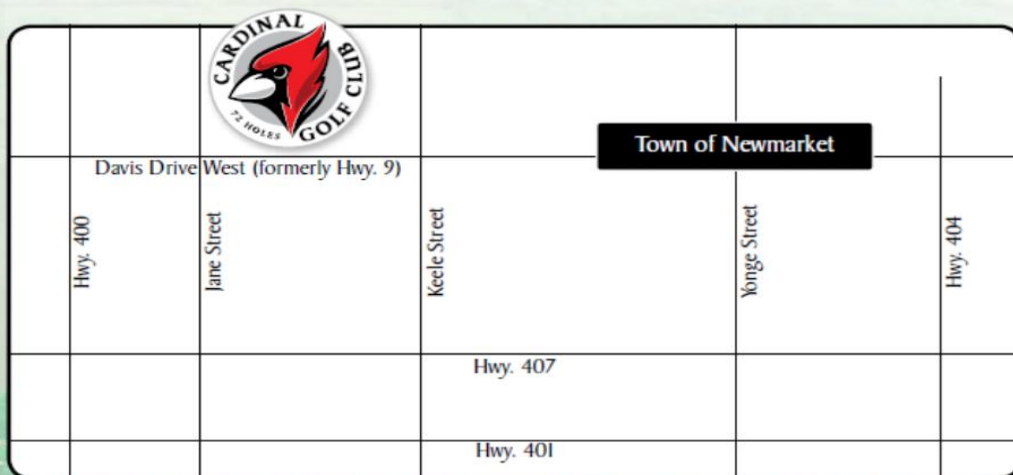 CARDINAL
GOLF CLUB
72 HOLES
Town of Newmarket
Davis Drive West (formerly Hwy. 9)
Hwy. 400
Jane Street
Keele Street
Yonge Street
Hwy. 404
Hwy. 407
Hwy. 401